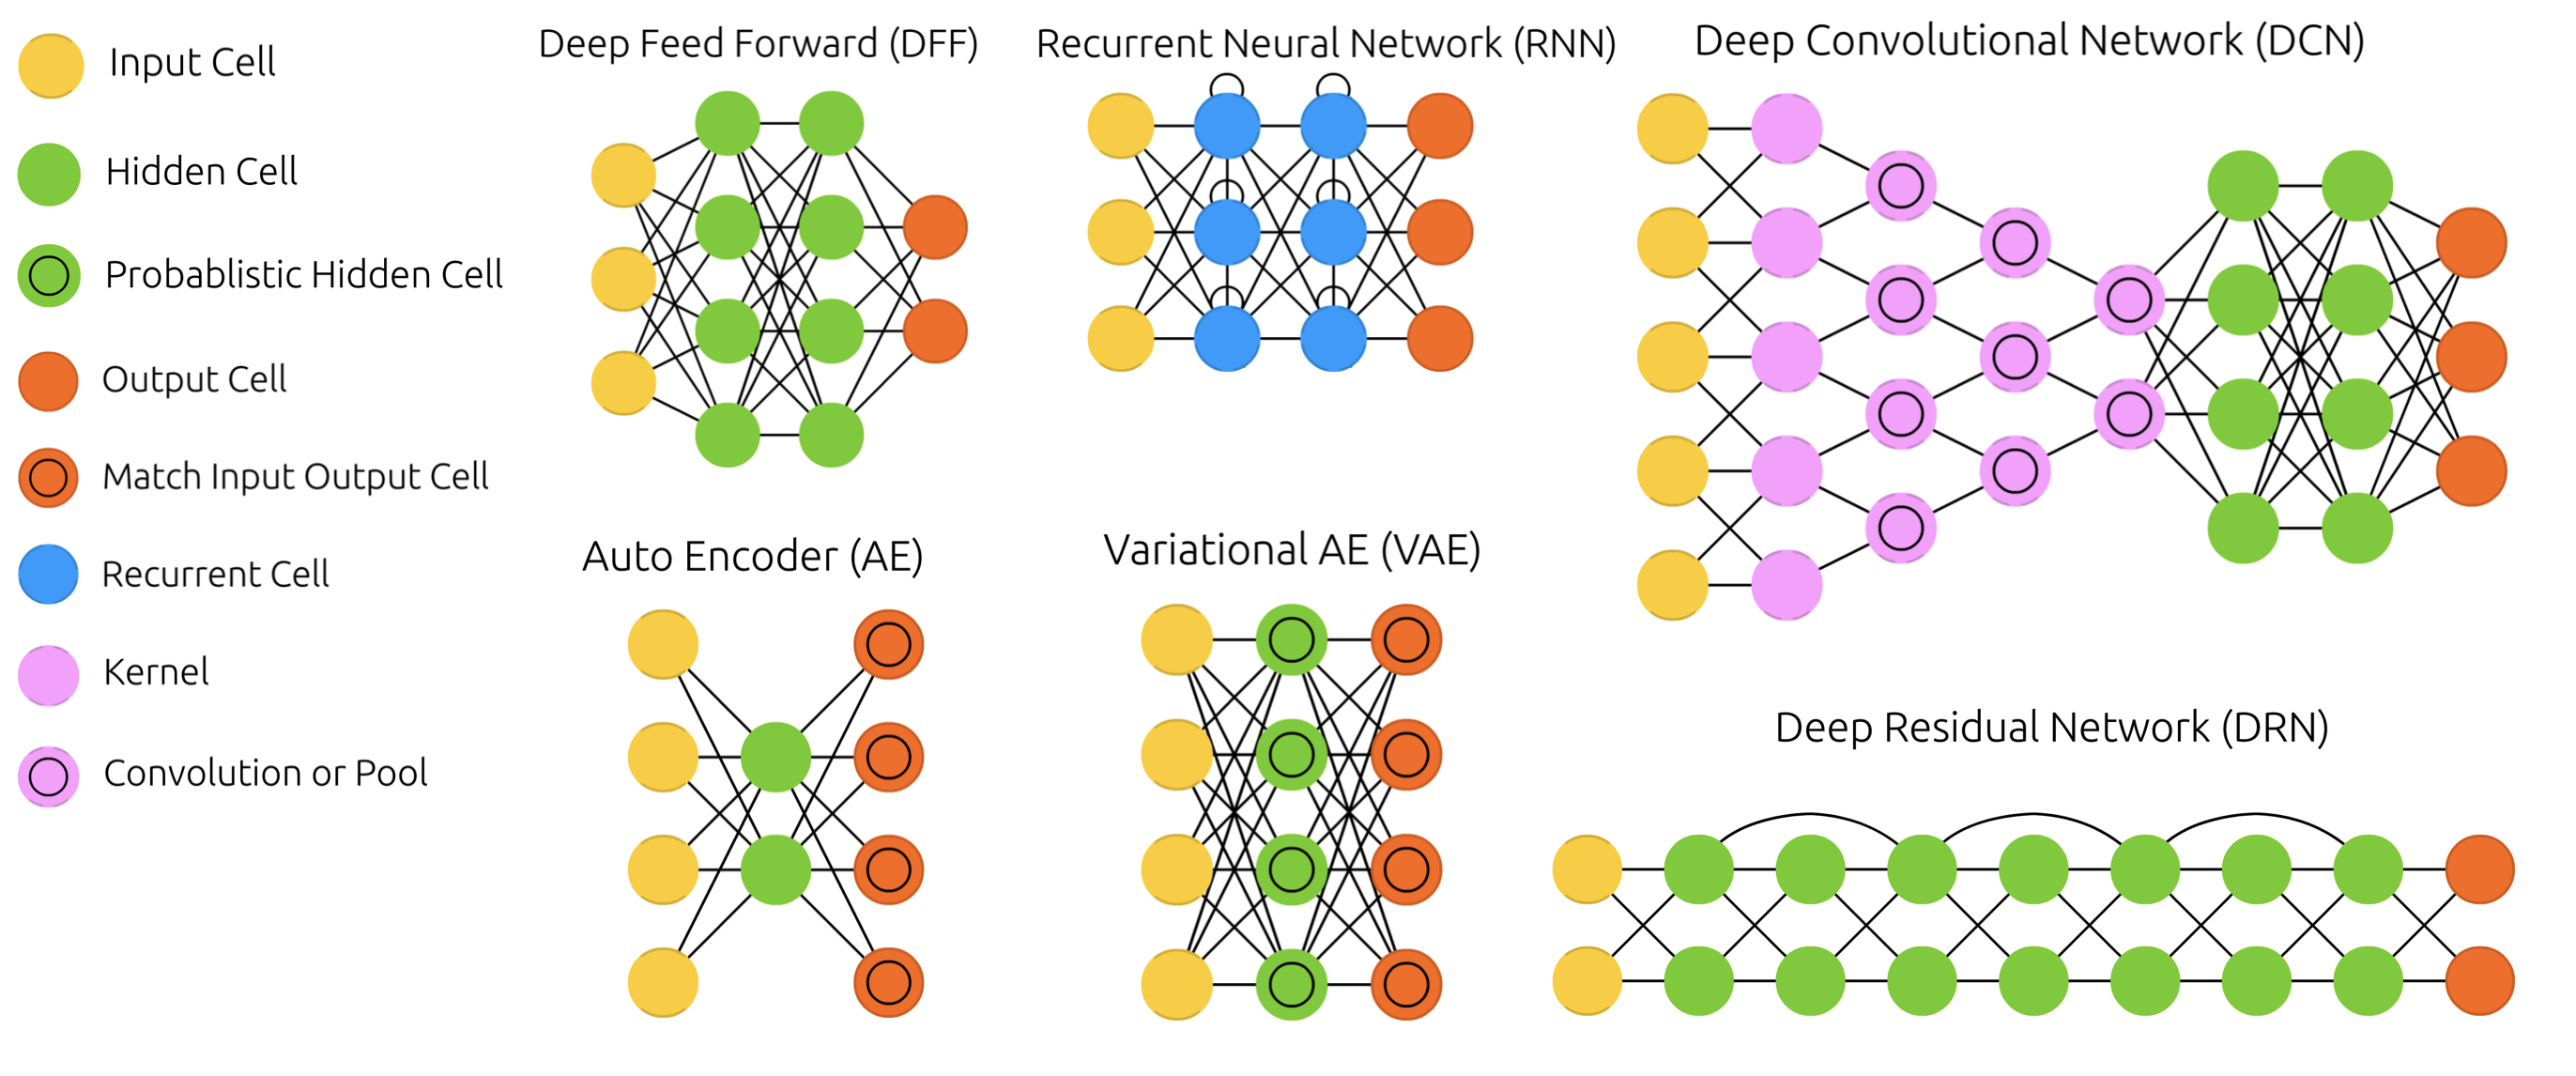 Input Cell
Hidden Cell
Probablistic Hidden Cell
Output Cell
Match Input Output Cell
Recurrent Cell
Kernel
Convolution or Pool
Deep Feed Forward (DFF)
Recurrent Neural Network (RNN)
Deep Convolutional Network (DCN)
Auto Encoder (AE)
Variational AE (VAE)
Deep Residual Network (DRN)